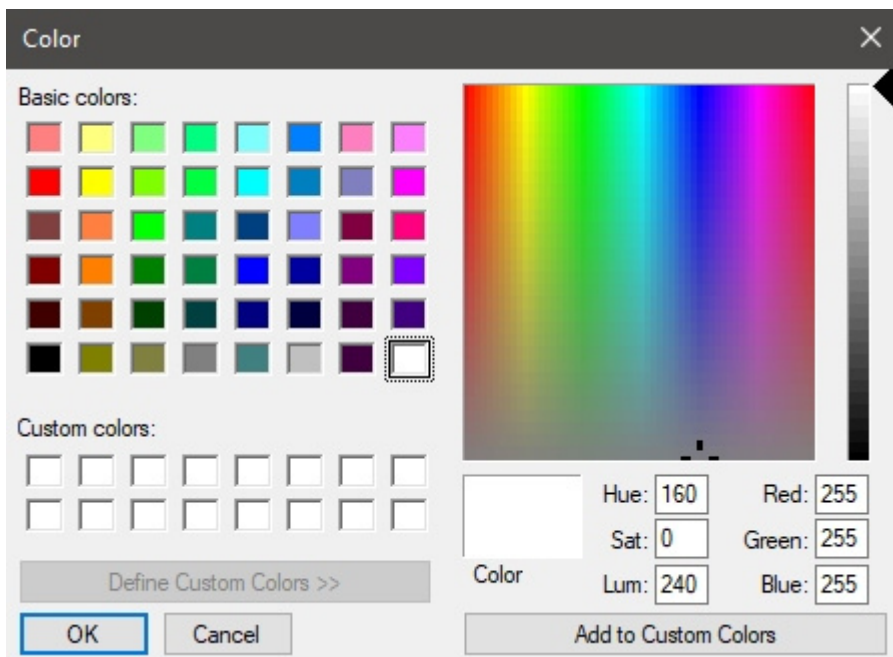 Color
Basic colors:
Custom colors:
Define Custom Colors >>
OK Cancel
Color
Hue: 160 Red: 255
Sat: 0 Green: 255
Lum: 240 Blue: 255
Add to Custom Colors